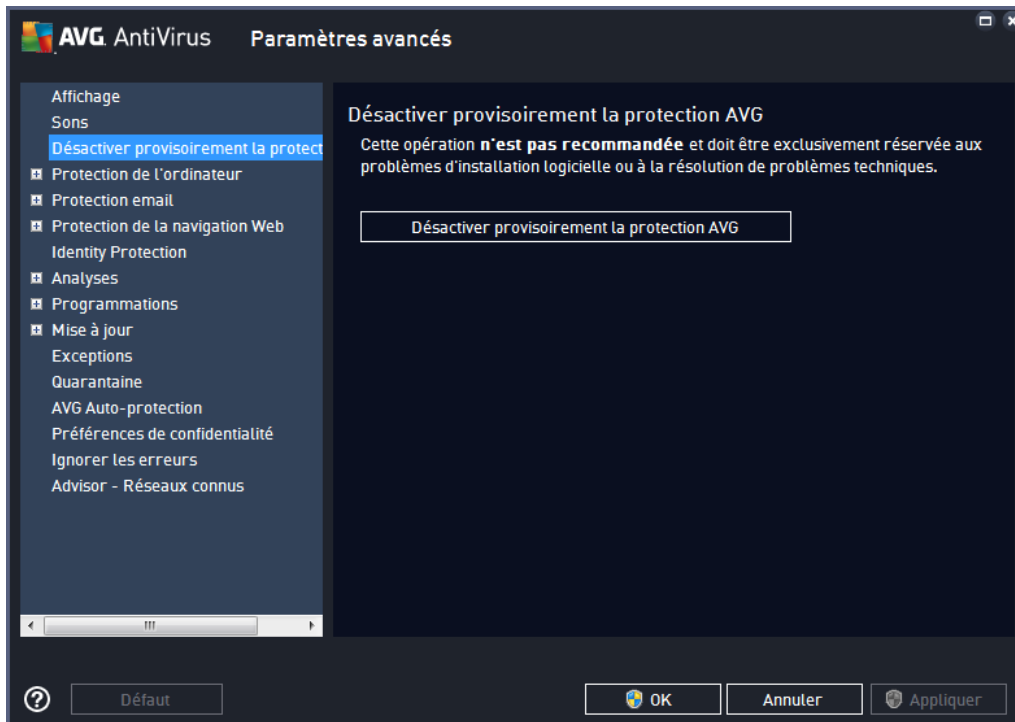 AVG. AntiVirus Paramètres avancés
Affichage
Sons
Désactiver provisoirement la protect
Protection de l'ordinateur
Protection email
Protection de la navigation Web
Identity Protection
Analyses
Programmations
Mise à jour
Exceptions
Quarantaine
AVG Auto-protection
Préférences de confidentialité
Ignorer les erreurs
Advisor - Réseaux connus
Désactiver provisoirement la protection AVG
Cette opération n'est pas recommandée et doit être exclusivement réservée aux
problèmes d'installation logicielle ou à la résolution de problèmes techniques.
Désactiver provisoirement la protection AVG
Défaut
OK
Annuler
Appliquer